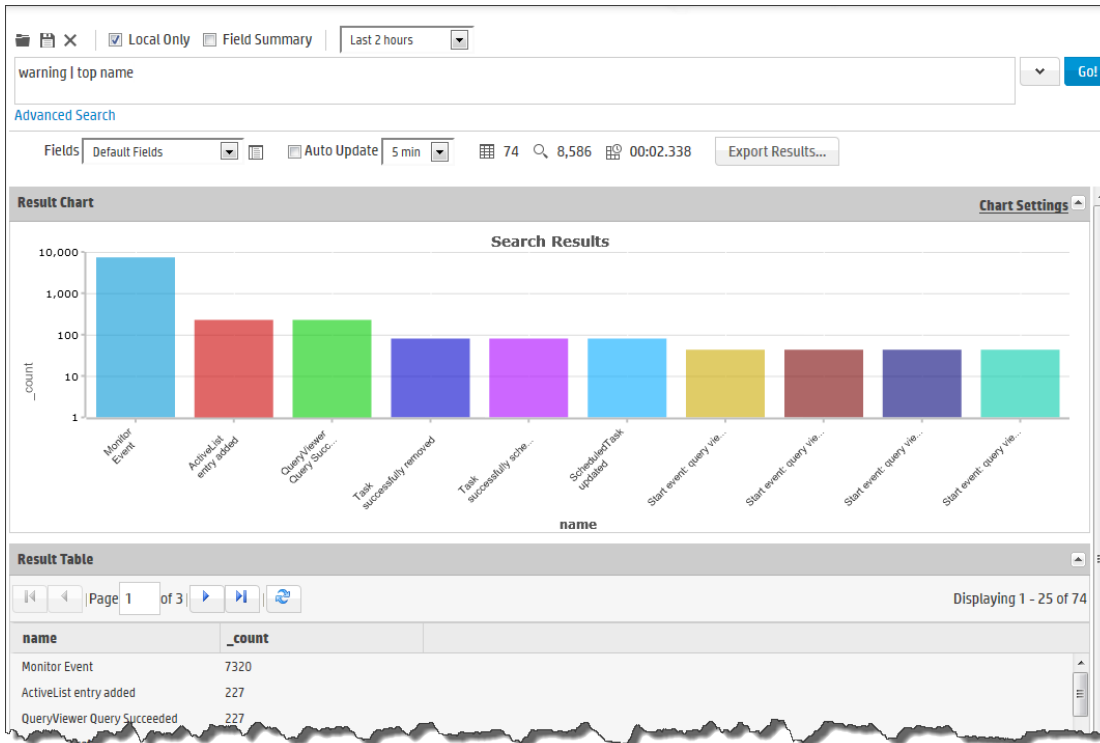 Local Only Field Summary Last 2 hours
warning | top name
Go!
Advanced Search
Fields Default Fields Auto Update 5 min 74 8,586 00:02.338 Export Results...
Result Chart Chart Settings
Search Results
10,000
1,000
100
10
1
_count
Monitor
Event
ActiveList
entry added
QueryViewer
Query Succ...
Task
successfully removed
Task
successfully sche...
ScheduledTask
updated
Start event: query vie...
Start event: query vie...
Start event: query vie...
Start event: query vie...
name
Result Table
Page 1 of 3 Displaying 1 - 25 of 74
name _count
Monitor Event 7320
ActiveList entry added 227
QueryViewer Query Succeeded 227